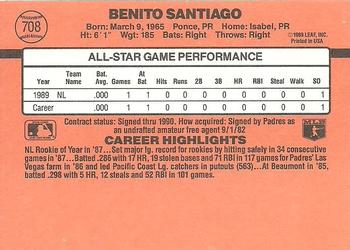 708
BENITO SANTIAGO
Born: March 9, 1965 Ponce, PR Home: Isabel, PR
Ht: 6'1" Wgt: 185 Bats: Right Throws: Right
© 1989 LEAF, INC.
Printed in USA
ALL-STAR GAME PERFORMANCE
Year BA Games At Bat Hits Runs 2B 3B HR RBI Steal Walk SO
1989 NL .000 1 1 0 0 0 0 0 0 0 0 1
Career .000 1 1 0 0 0 0 0 0 0 0 1
Contract status: Signed thru 1990. How acquired: Signed by Padres
as an undrafted amateur free agent 9/1/82
CAREER HIGHLIGHTS
NL Rookie of Year in '87...Set major lg. record for rookies by hitting safely in 34 consecutive
games in '87...Batted .286 with 17 HR, 19 stolen bases and 71 RBI in 117 games for Padres' Las
Vegas farm in '86 and led Pacific Coast Lg. catchers in putouts (563)...At Beaumont in '85,
batted .298 with 5 HR, 12 steals and 52 RBI in 101 games.